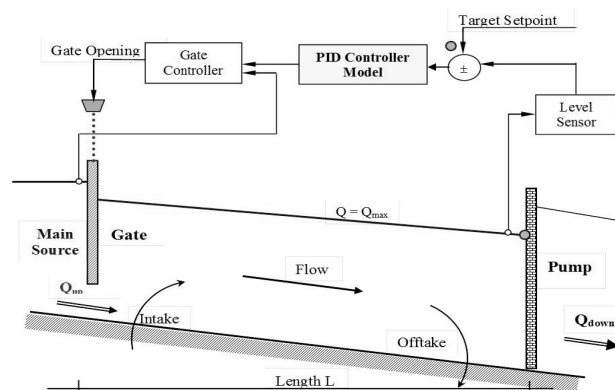 Target Setpoint
Gate Opening
Gate
Controller
PID Controller
Model
±
Level
Sensor
Q = Qmax
Main
Source
Gate
Flow
Pump
Qup
Intake
Offtake
Qdown
Length L